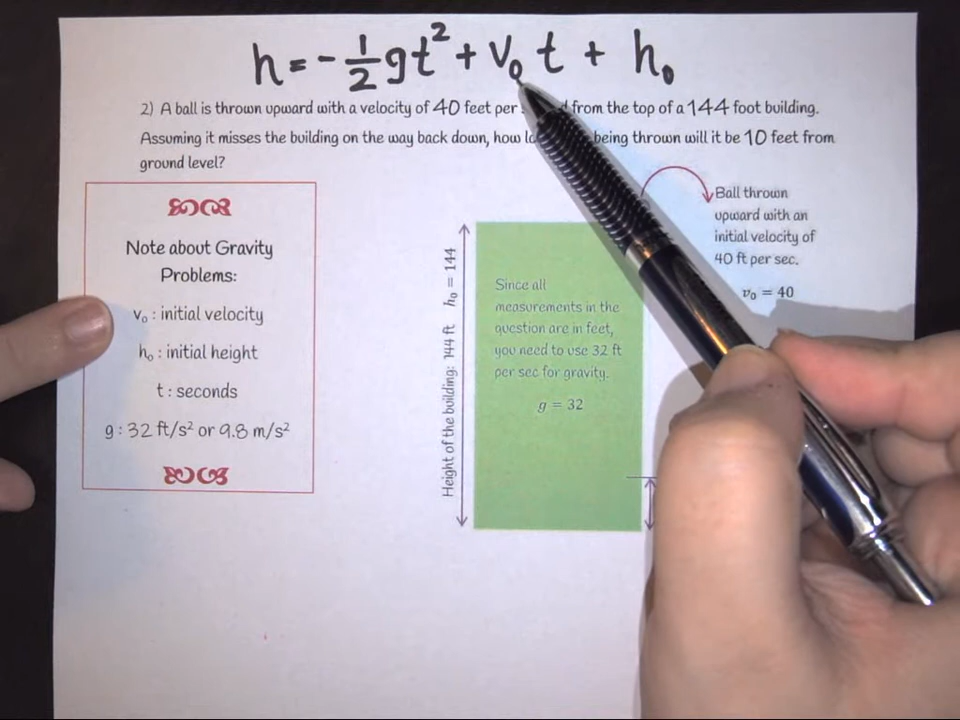 h = -1/2 gt² + v₀ t + h₀
2) A ball is thrown upward with a velocity of 40 feet per from the top of a 144 foot building.
Assuming it misses the building on the way back down, how being thrown will it be 10 feet from
ground level?
Note about Gravity
Problems:
v₀ : initial velocity
h₀ : initial height
t : seconds
g : 32 ft/s² or 9.8 m/s²
Height of the building: 144 ft h₀ = 144
Since all
measurements in the
question are in feet,
you need to use 32 ft
per sec for gravity.
g = 32
Ball thrown
upward with an
initial velocity of
40 ft per sec.
v₀ = 40